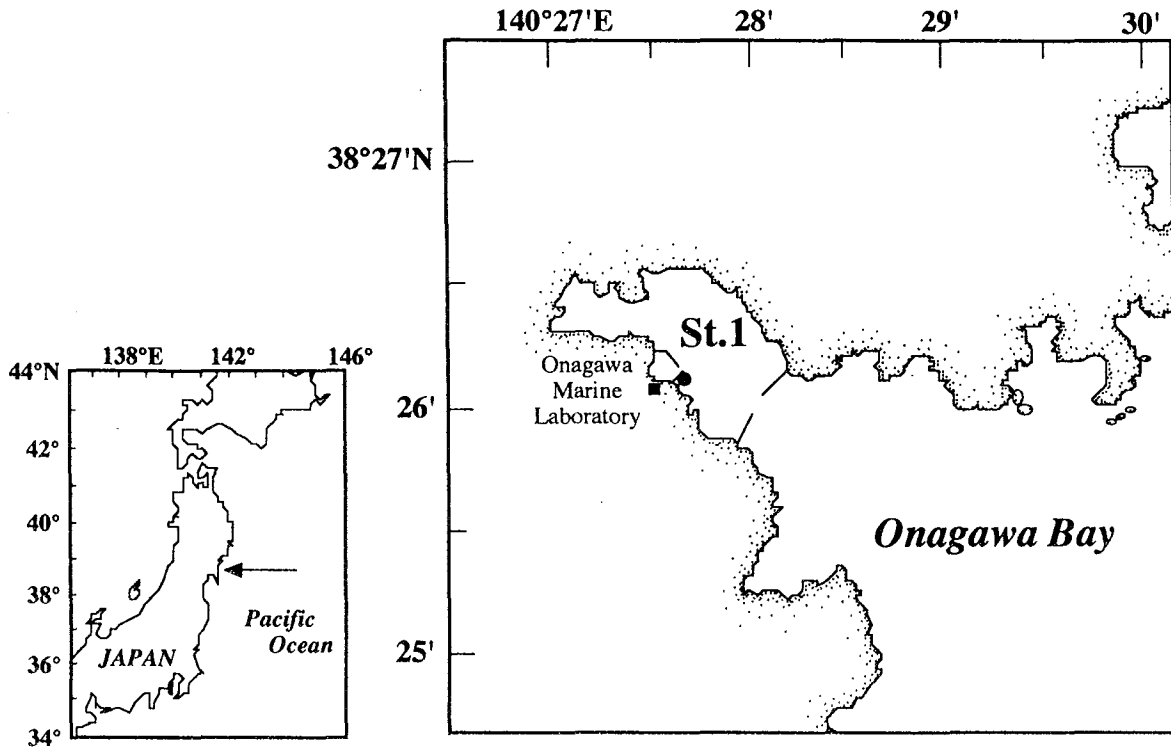 140°27'E 28' 29' 30'
38°27'N
St.1
Onagawa
Marine
Laboratory
26'
Onagawa Bay
25'
138°E 142° 146°
44°N
42°
40°
38°
Pacific
Ocean
36°
JAPAN
34°